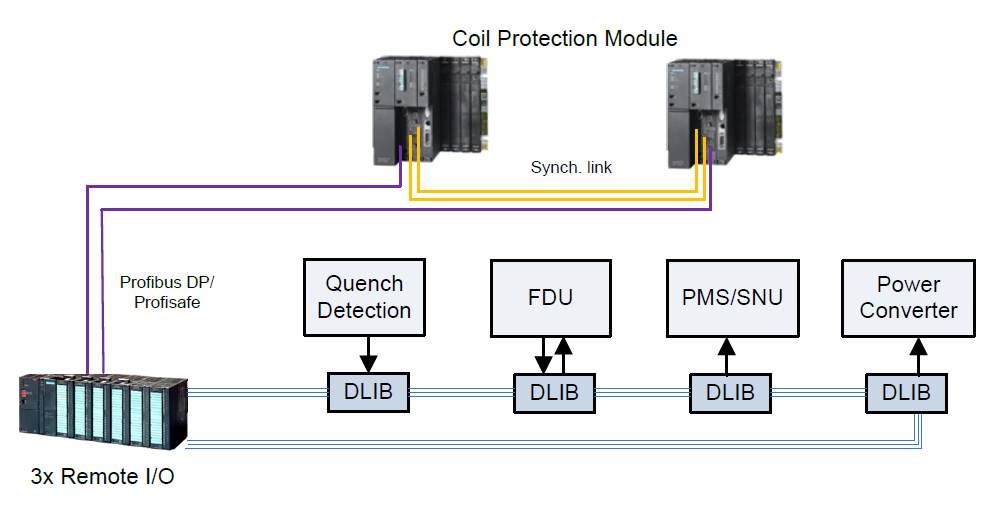 Coil Protection Module
Synch. link
Profibus DP/
Profisafe
Quench
Detection
FDU
PMS/SNU
Power
Converter
DLIB
DLIB
DLIB
DLIB
3x Remote I/O